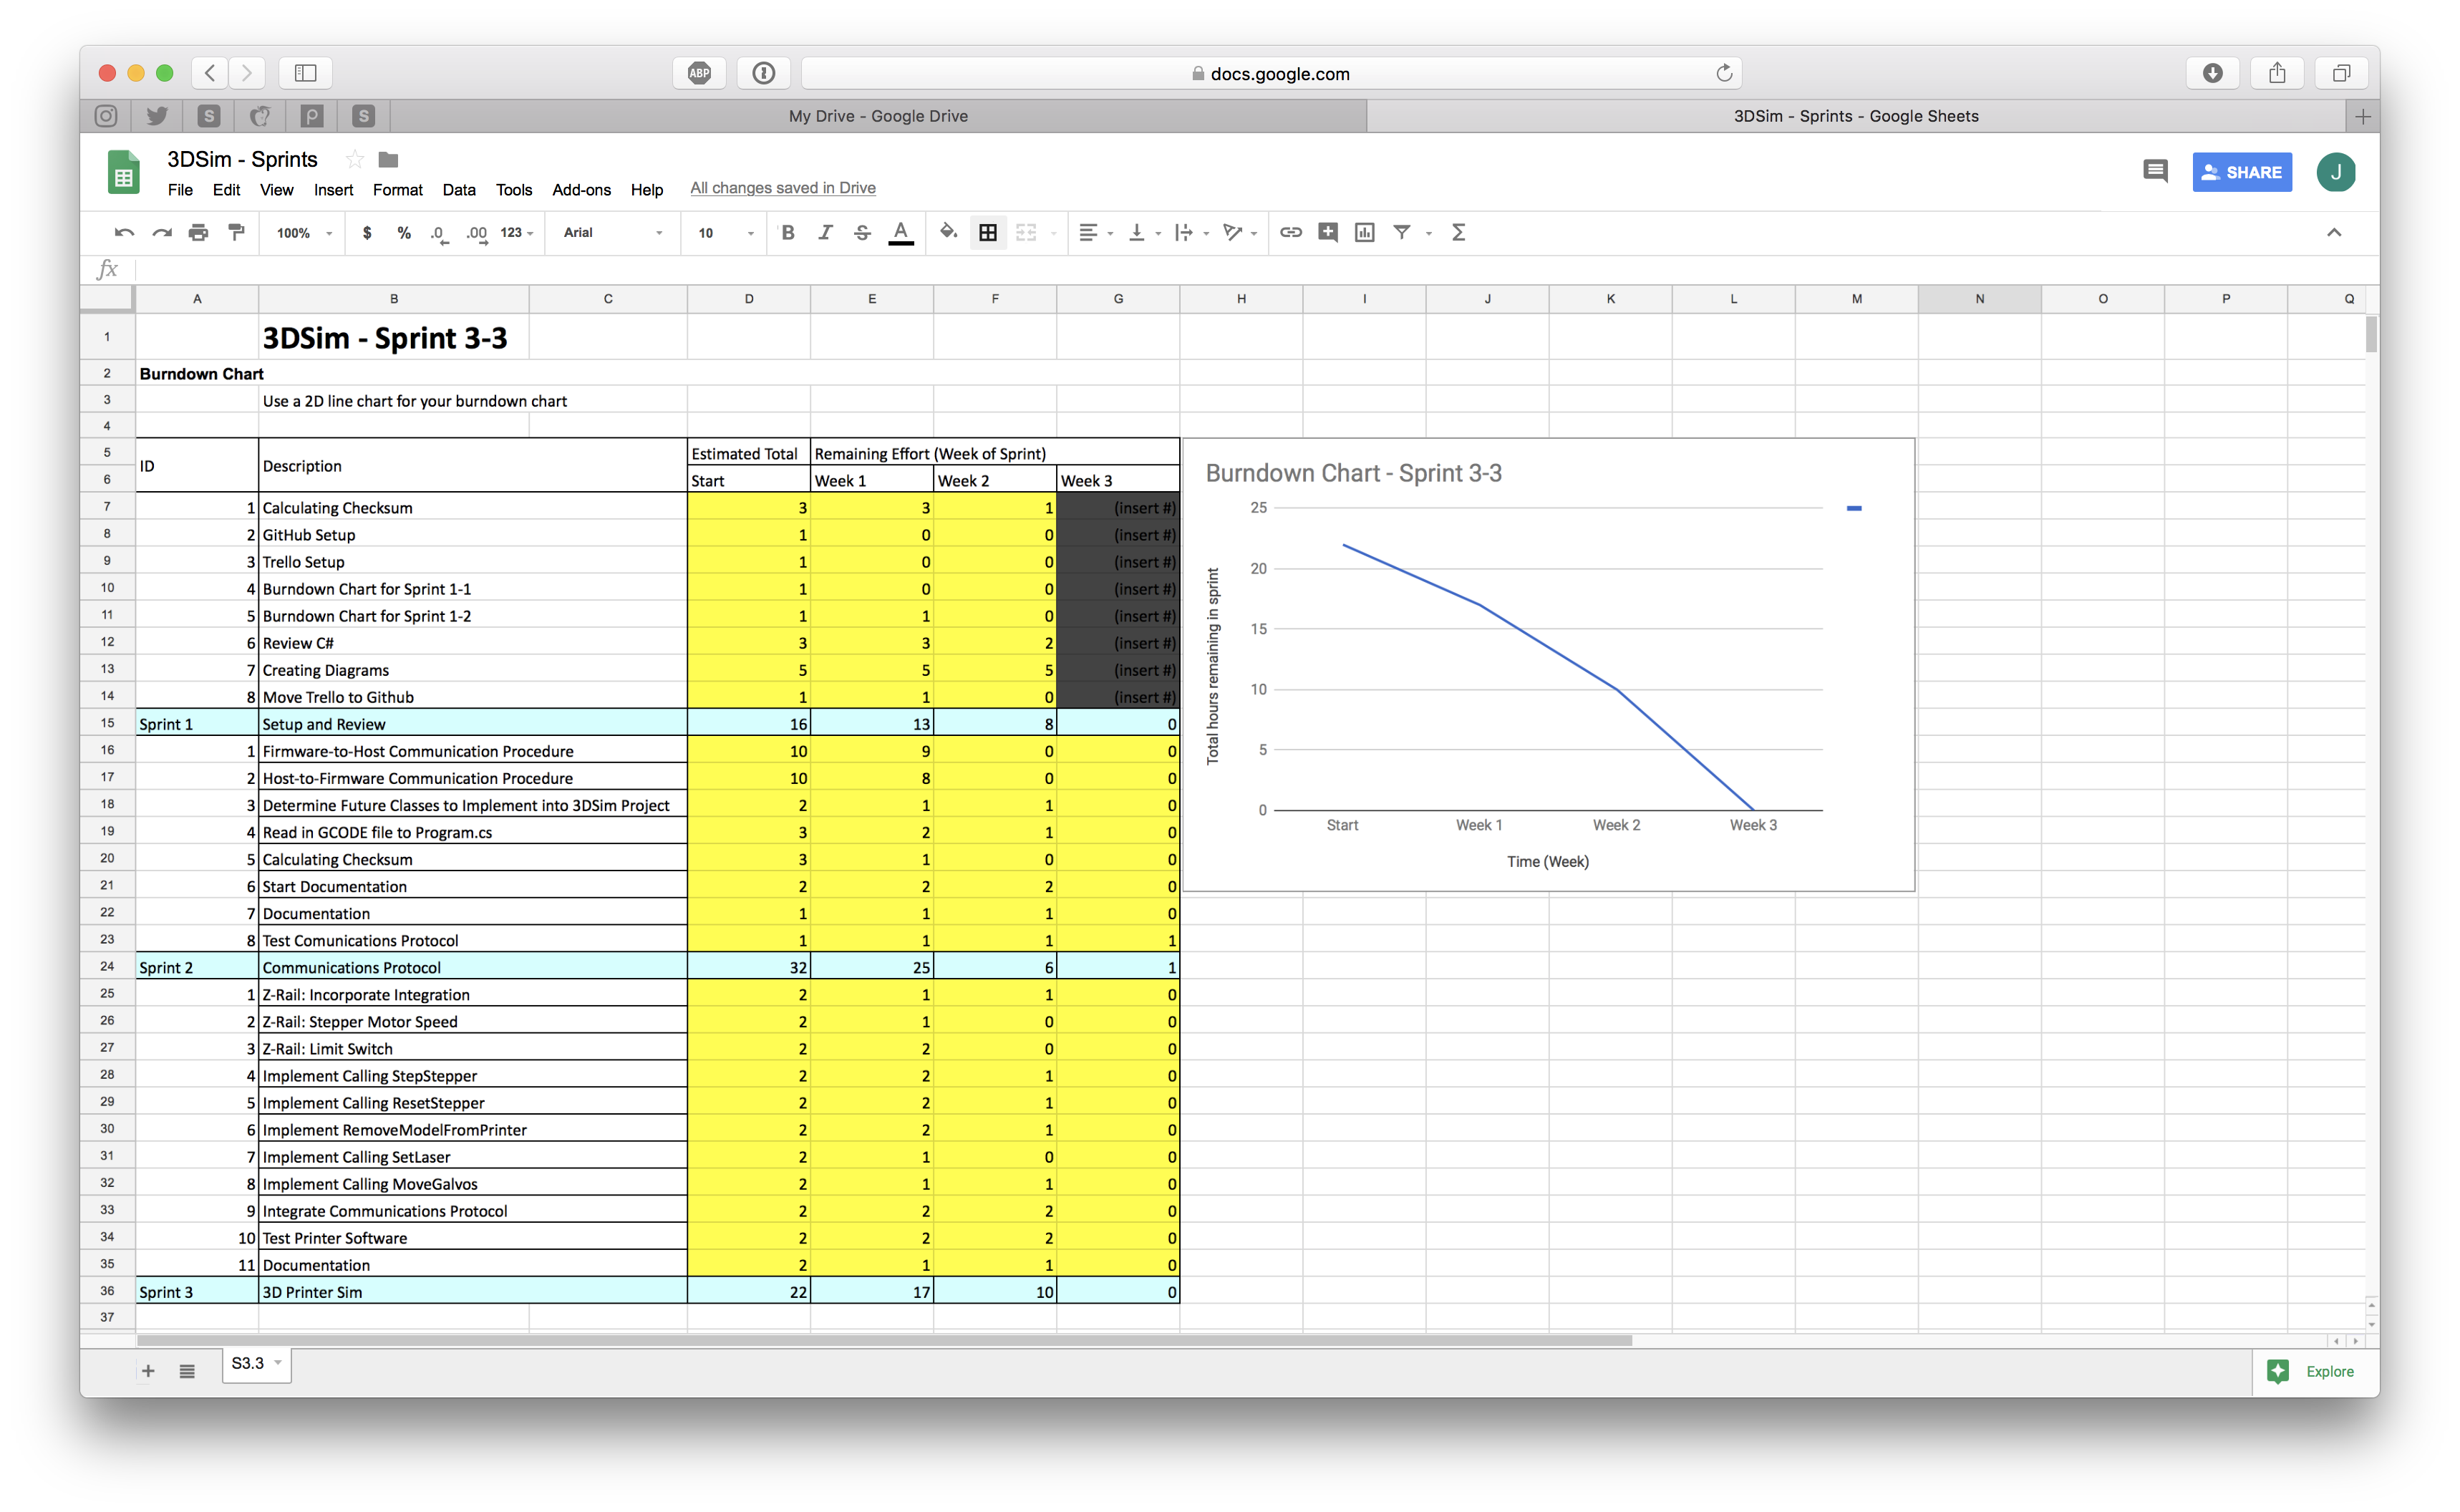 ABP
docs.google.com
S P S My Drive - Google Drive 3DSim - Sprints - Google Sheets
3DSim - Sprints
File Edit View Insert Format Data Tools Add-ons Help All changes saved in Drive
SHARE J
100% $ % .0 .00 123 Arial 10 B I S A Σ
fx
A B C D E F G H I J K L M N O P Q
1 3DSim - Sprint 3-3
2 Burndown Chart
3 Use a 2D line chart for your burndown chart
4
5 ID Description Estimated Total Remaining Effort (Week of Sprint)
6 Start Week 1 Week 2 Week 3
7 1 Calculating Checksum 3 3 1 (insert #)
8 2 GitHub Setup 1 0 0 (insert #)
9 3 Trello Setup 1 0 0 (insert #)
10 4 Burndown Chart for Sprint 1-1 1 0 0 (insert #)
11 5 Burndown Chart for Sprint 1-2 1 1 0 (insert #)
12 6 Review C# 3 3 2 (insert #)
13 7 Creating Diagrams 5 5 5 (insert #)
14 8 Move Trello to Github 1 1 0 (insert #)
15 Sprint 1 Setup and Review 16 13 8 0
16 1 Firmware-to-Host Communication Procedure 10 9 0 0
17 2 Host-to-Firmware Communication Procedure 10 8 0 0
18 3 Determine Future Classes to Implement into 3DSim Project 2 1 1 0
19 4 Read in GCODE file to Program.cs 3 2 1 0
20 5 Calculating Checksum 3 1 0 0
21 6 Start Documentation 2 2 2 0
22 7 Documentation 1 1 1 0
23 8 Test Comunications Protocol 1 1 1 1
24 Sprint 2 Communications Protocol 32 25 6 1
25 1 Z-Rail: Incorporate Integration 2 1 1 0
26 2 Z-Rail: Stepper Motor Speed 2 1 0 0
27 3 Z-Rail: Limit Switch 2 2 0 0
28 4 Implement Calling StepStepper 2 2 1 0
29 5 Implement Calling ResetStepper 2 2 1 0
30 6 Implement RemoveModelFromPrinter 2 2 1 0
31 7 Implement Calling SetLaser 2 1 0 0
32 8 Implement Calling MoveGalvos 2 1 1 0
33 9 Integrate Communications Protocol 2 2 2 0
34 10 Test Printer Software 2 2 2 0
35 11 Documentation 2 1 1 0
36 Sprint 3 3D Printer Sim 22 17 10 0
37
Burndown Chart - Sprint 3-3
Total hours remaining in sprint
25
20
15
10
5
0
Start Week 1 Week 2 Week 3
Time (Week)
S3.3
Explore